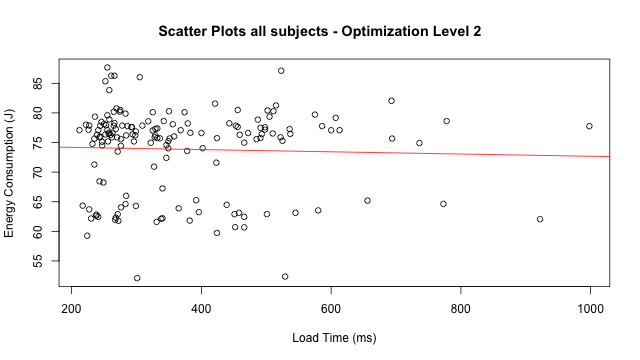 Scatter Plots all subjects - Optimization Level 2
Energy Consumption (J)
85
80
75
70
65
60
55
200 400 600 800 1000
Load Time (ms)